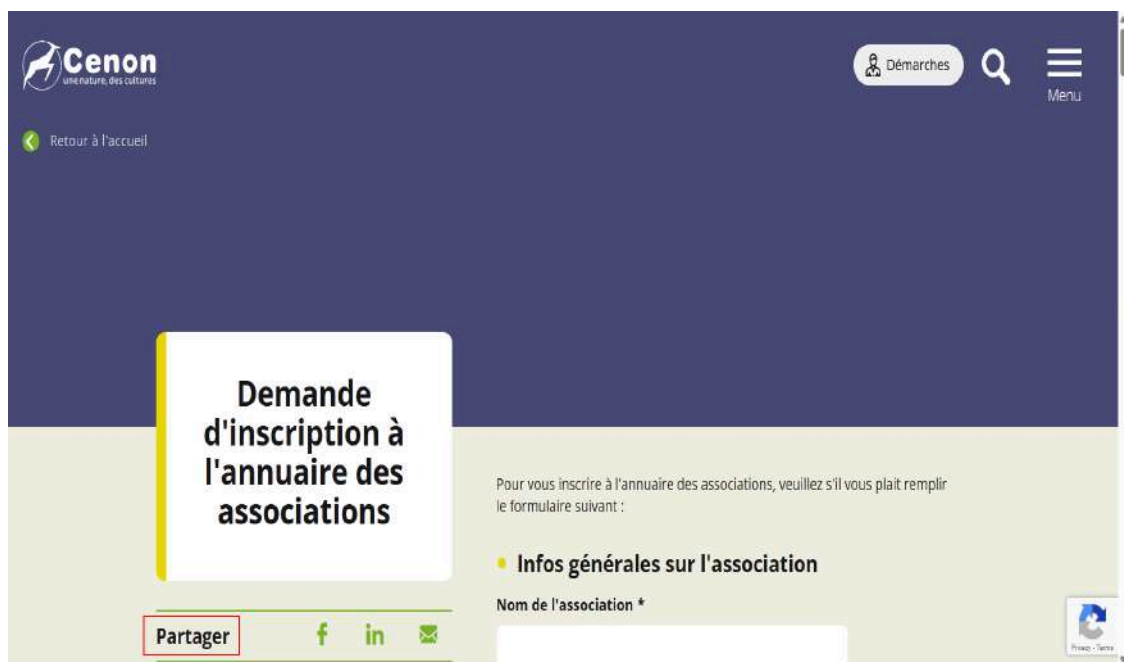 Cenon
une nature, des cultures
Démarches
Menu
Retour à l'accueil
Demande
d'inscription à
l'annuaire des
associations
Pour vous inscrire à l'annuaire des associations, veuillez s'il vous plait remplir
le formulaire suivant :
Infos générales sur l'association
Nom de l'association *
Partager
Privacy - Terms